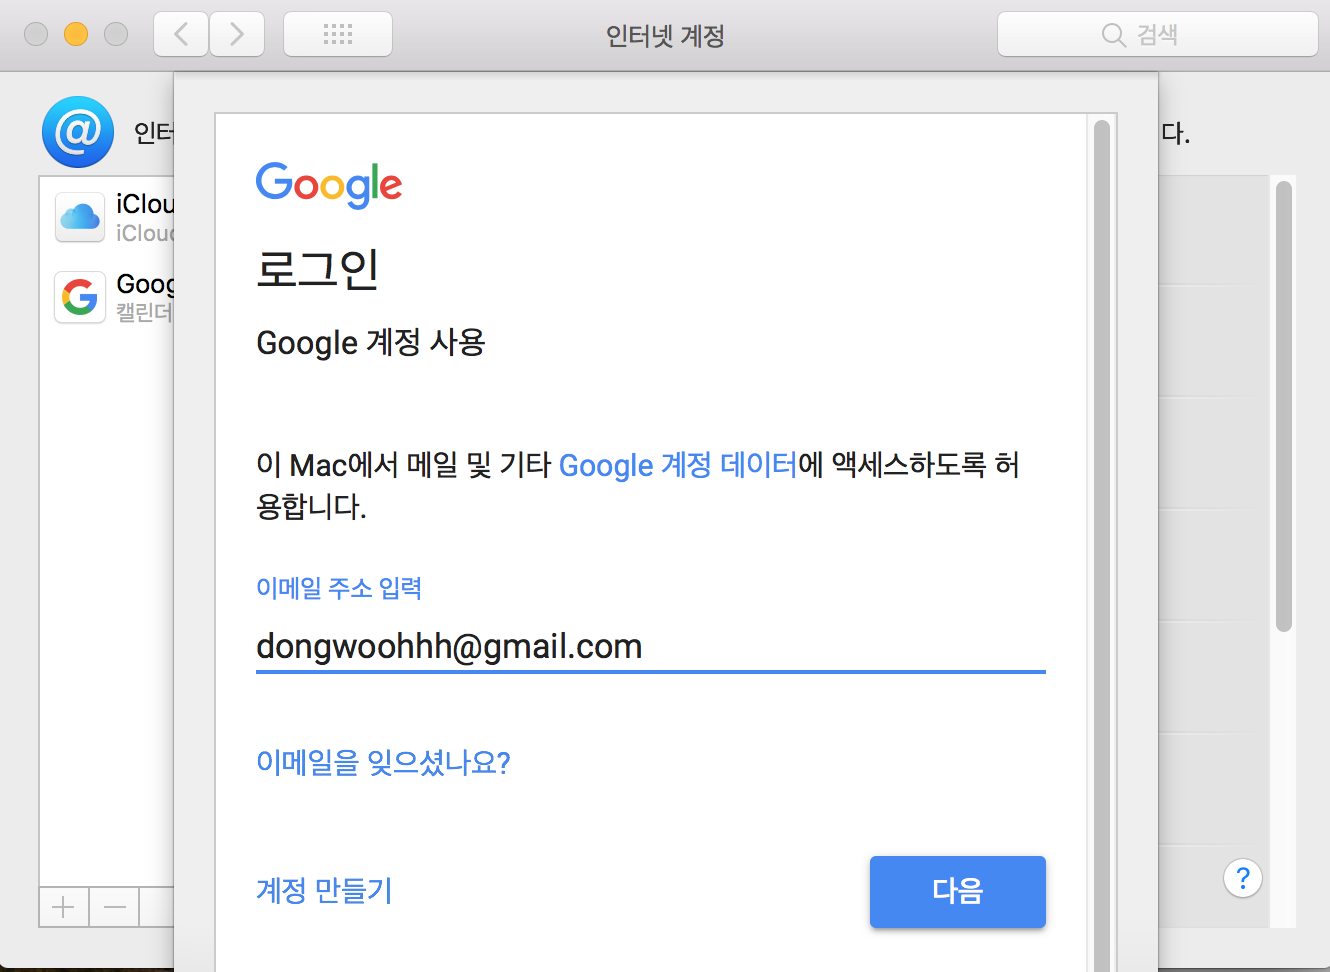 인터넷 계정
검색
인터
다.
iClou
iCloud
Goog
캘린더
Google
로그인
Google 계정 사용
이 Mac에서 메일 및 기타 Google 계정 데이터에 액세스하도록 허
용합니다.
이메일 주소 입력
dongwoohhh@gmail.com
이메일을 잊으셨나요?
계정 만들기
다음
?